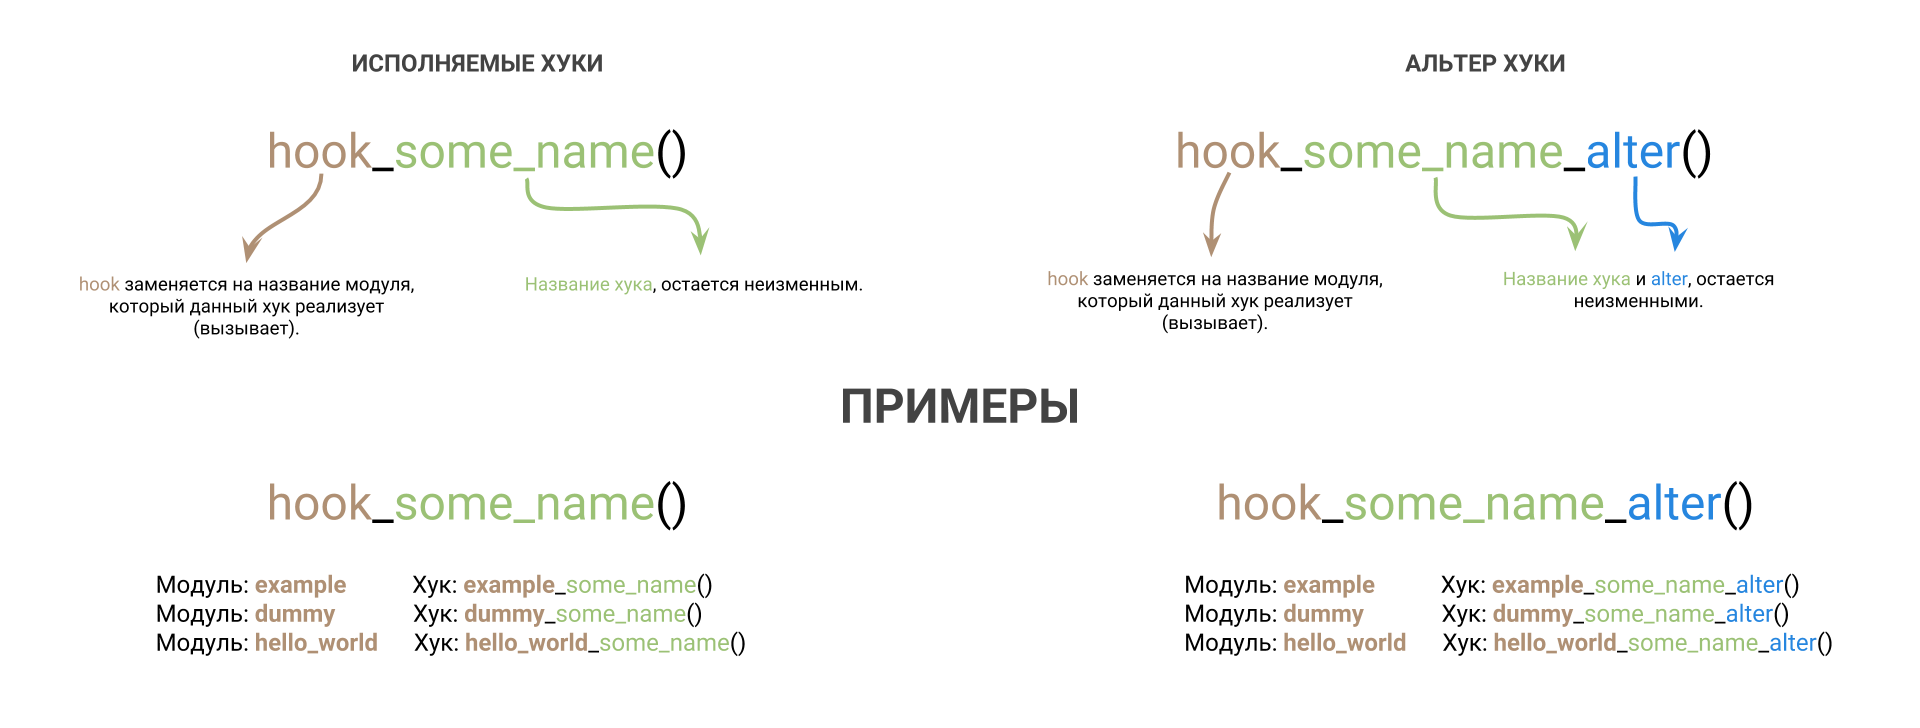 ИСПОЛНЯЕМЫЕ ХУКИ
hook_some_name()
hook заменяется на название модуля,
который данный хук реализует
(вызывает).
Название хука, остается неизменным.
АЛЬТЕР ХУКИ
hook_some_name_alter()
hook заменяется на название модуля,
который данный хук реализует
(вызывает).
Название хука и alter, остается
неизменными.
ПРИМЕРЫ
hook_some_name()
Модуль: example Хук: example_some_name()
Модуль: dummy Хук: dummy_some_name()
Модуль: hello_world Хук: hello_world_some_name()
hook_some_name_alter()
Модуль: example Хук: example_some_name_alter()
Модуль: dummy Хук: dummy_some_name_alter()
Модуль: hello_world Хук: hello_world_some_name_alter()